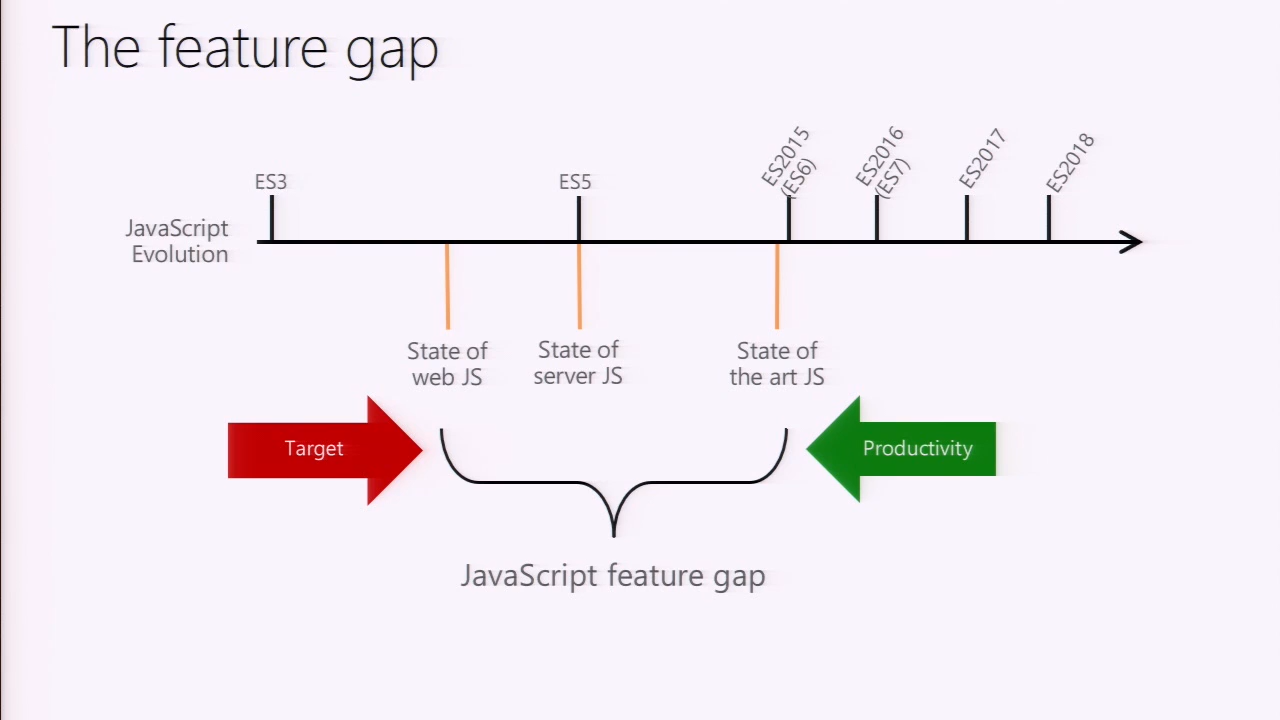 The feature gap
ES3
ES5
ES2015
(ES6)
ES2016
(ES7)
ES2017
ES2018
JavaScript
Evolution
State of
web JS
State of
server JS
State of
the art JS
Target
Productivity
JavaScript feature gap